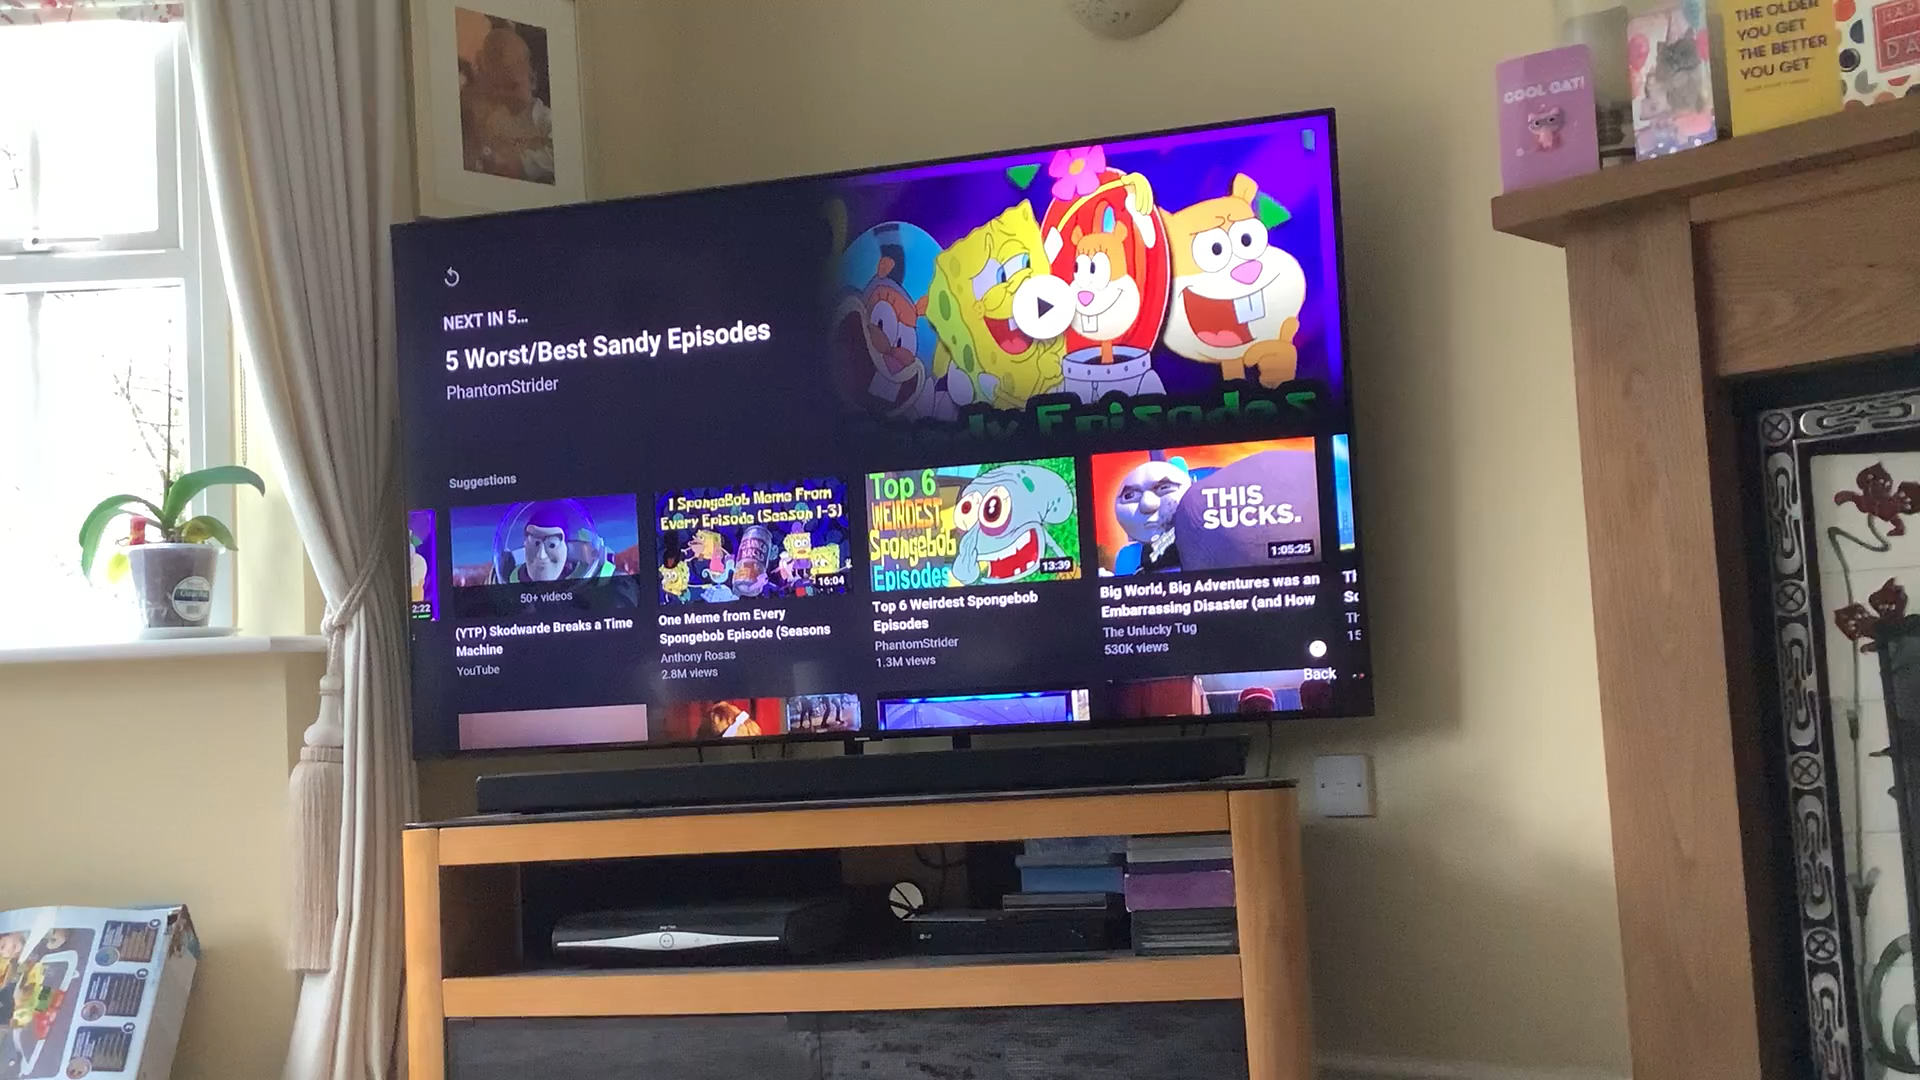 NEXT IN 5...
5 Worst/Best Sandy Episodes
PhantomStrider
dy Episodes
Suggestions
2:22
50+ videos
(YTP) Skodwarde Breaks a Time
Machine
YouTube
1 SpongeBob Meme From
Every Episode (Season 1-3)
16:04
One Meme from Every
Spongebob Episode (Seasons
Anthony Rosas
2.8M views
Top 6
WEIRDEST
Spongebob
Episodes
13:39
Top 6 Weirdest Spongebob
Episodes
PhantomStrider
1.3M views
THIS
SUCKS.
1:05:25
Big World, Big Adventures was an
Embarrassing Disaster (and How
The Unlucky Tug
530K views
Back
COOL CAT!
THE OLDER
YOU GET
THE BETTER
YOU GET
LG